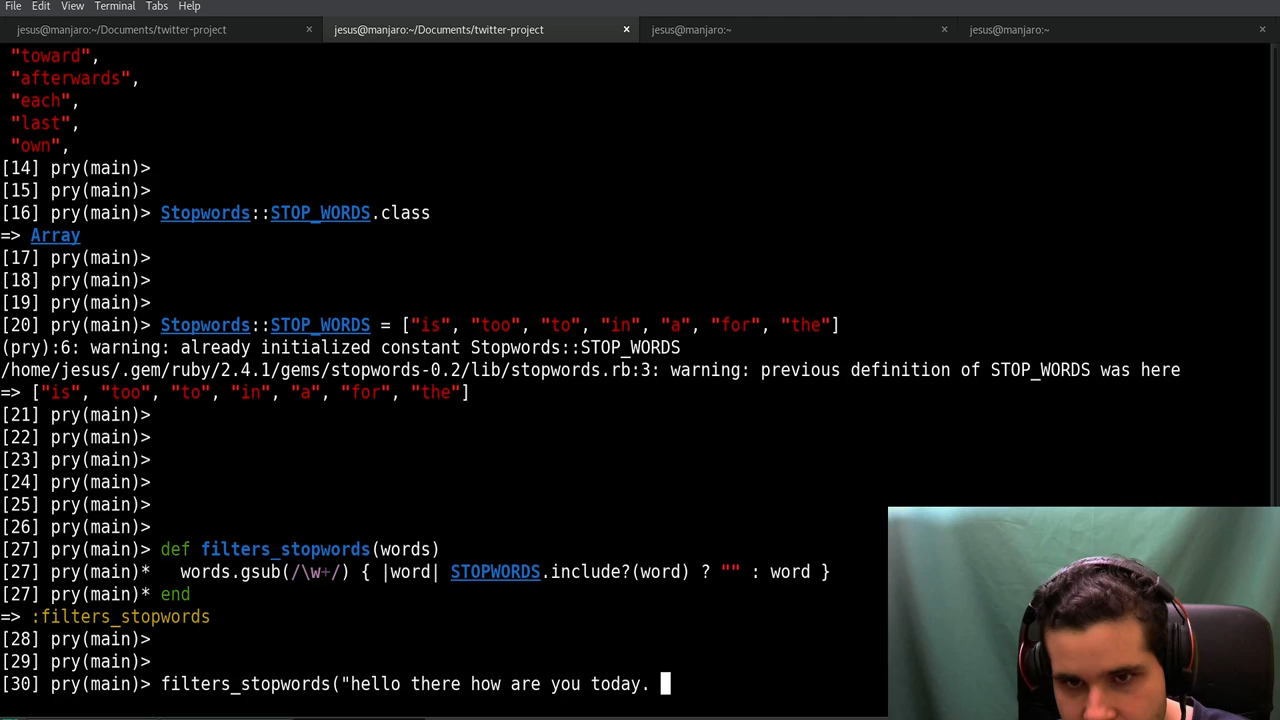 File Edit View Terminal Tabs Help
jesus@manjaro:~/Documents/twitter-project × jesus@manjaro:~/Documents/twitter-project × jesus@manjaro:~ × jesus@manjaro:~ ×
"toward",
"afterwards",
"each",
"last",
"own",
[14] pry(main)>
[15] pry(main)>
[16] pry(main)> Stopwords::STOP_WORDS.class
=> Array
[17] pry(main)>
[18] pry(main)>
[19] pry(main)>
[20] pry(main)> Stopwords::STOP_WORDS = ["is", "too", "to", "in", "a", "for", "the"]
(pry):6: warning: already initialized constant Stopwords::STOP_WORDS
/home/jesus/.gem/ruby/2.4.1/gems/stopwords-0.2/lib/stopwords.rb:3: warning: previous definition of STOP_WORDS was here
=> ["is", "too", "to", "in", "a", "for", "the"]
[21] pry(main)>
[22] pry(main)>
[23] pry(main)>
[24] pry(main)>
[25] pry(main)>
[26] pry(main)>
[27] pry(main)> def filters_stopwords(words)
[27] pry(main)*   words.gsub(/\w+/) { |word| STOPWORDS.include?(word) ? "" : word }
[27] pry(main)* end
=> :filters_stopwords
[28] pry(main)>
[29] pry(main)>
[30] pry(main)> filters_stopwords("hello there how are you today.